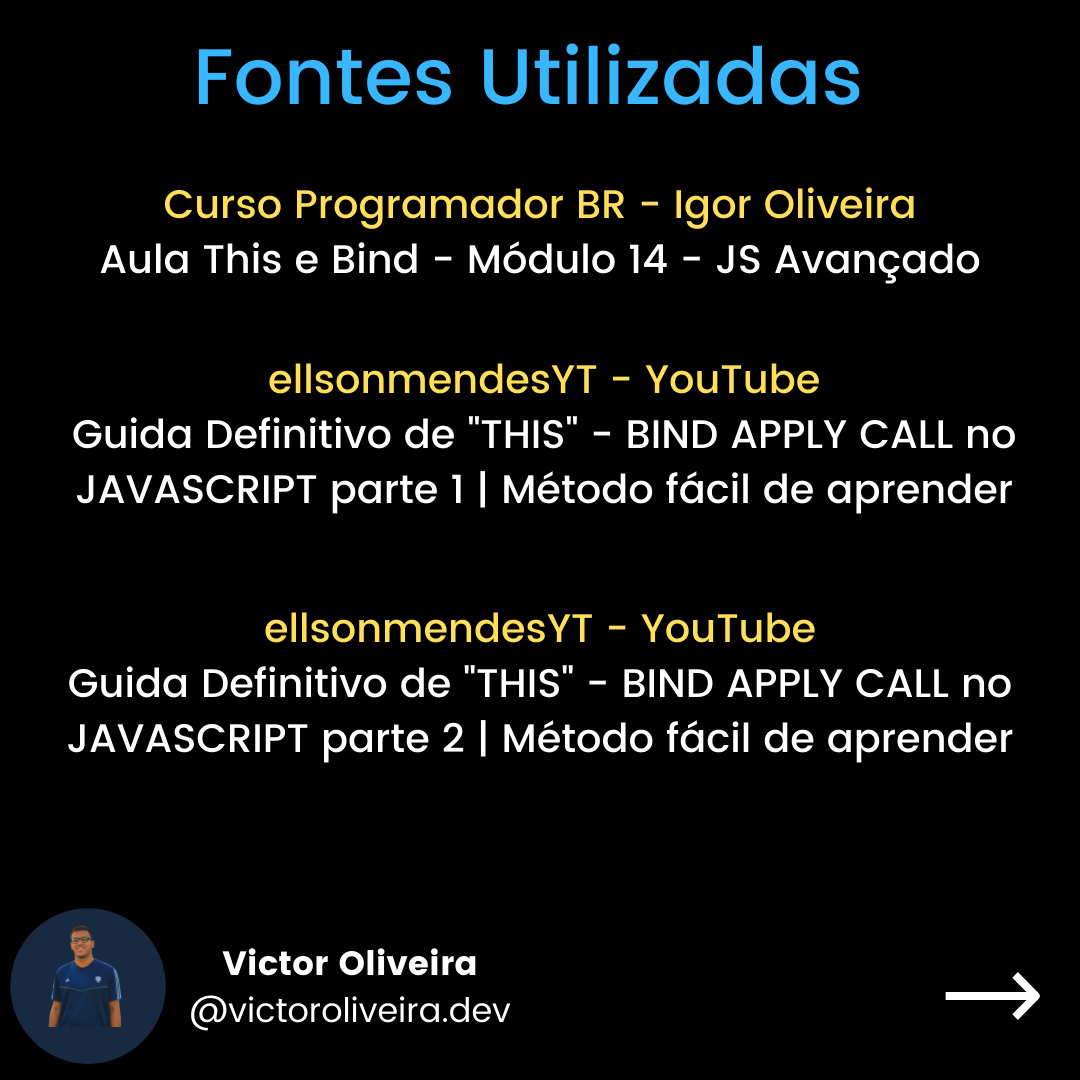 Fontes Utilizadas
Curso Programador BR - Igor Oliveira
Aula This e Bind - Módulo 14 - JS Avançado
ellsonmendesYT - YouTube
Guida Definitivo de "THIS" - BIND APPLY CALL no
JAVASCRIPT parte 1 | Método fácil de aprender
ellsonmendesYT - YouTube
Guida Definitivo de "THIS" - BIND APPLY CALL no
JAVASCRIPT parte 2 | Método fácil de aprender
Victor Oliveira
@victoroliveira.dev